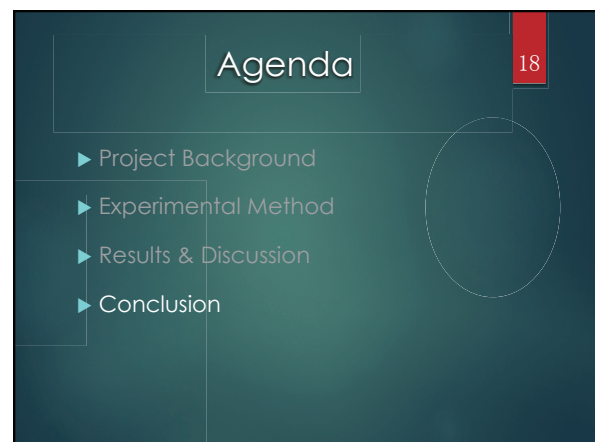 Agenda
18
Project Background
Experimental Method
Results & Discussion
Conclusion